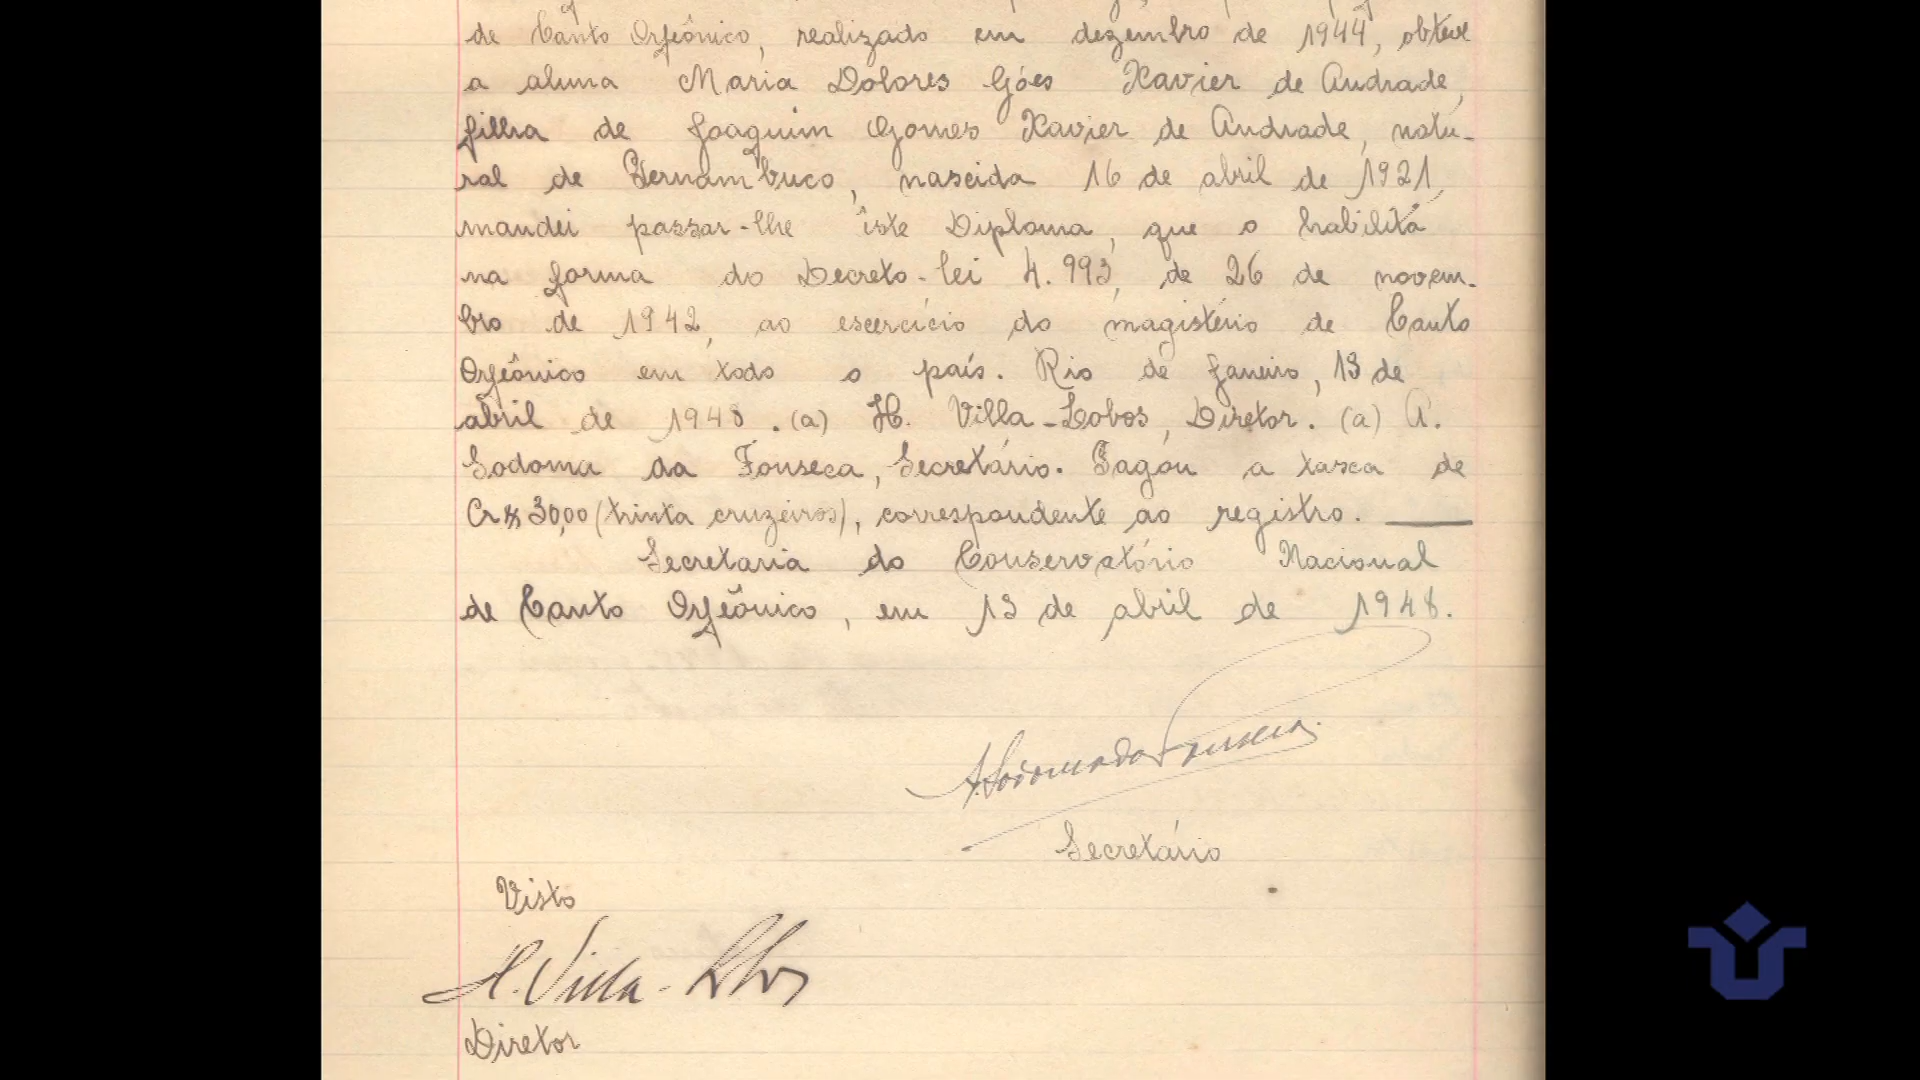 de Canto Orfeônico, realizado em dezembro de 1944, obteve
a aluna Maria Dolores Góes Xavier de Andrade,
filha de Joaquim Gomes Xavier de Andrade, natu-
ral de Pernambuco, nascida 16 de abril de 1921,
mandei passar-lhe êste Diploma, que o habilita
na forma do Decreto-lei 4.993, de 26 de novem-
bro de 1942, ao escercício do magistério de Canto
Orfeônico em todo o país. Rio de Janeiro, 13 de
abril de 1948. (a) H. Villa-Lobos, Diretor. (a) A.
Sodoma da Fonseca, Secretário. Pagou a tasca de
Cr$ 30,00 (trinta cruzeiros), correspondente ao registro.
Secretaria do Conservatório Nacional
de Canto Orfeônico, em 13 de abril de 1948.
A. Sodoma da Fonseca
Secretário
Visto
H. Villa-Lobos
Diretor